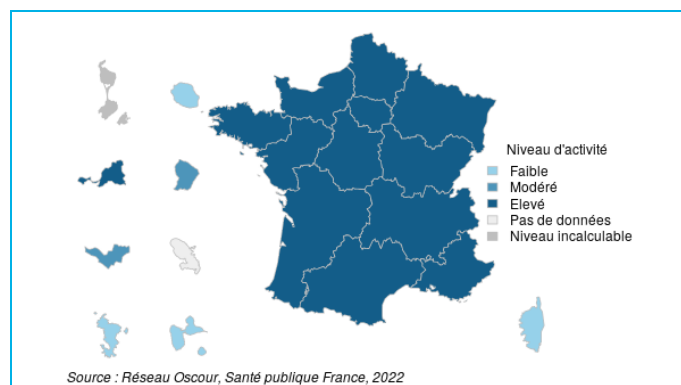 Niveau d'activité
Faible
Modéré
Elevé
Pas de données
Niveau incalculable
Source : Réseau Oscour, Santé publique France, 2022